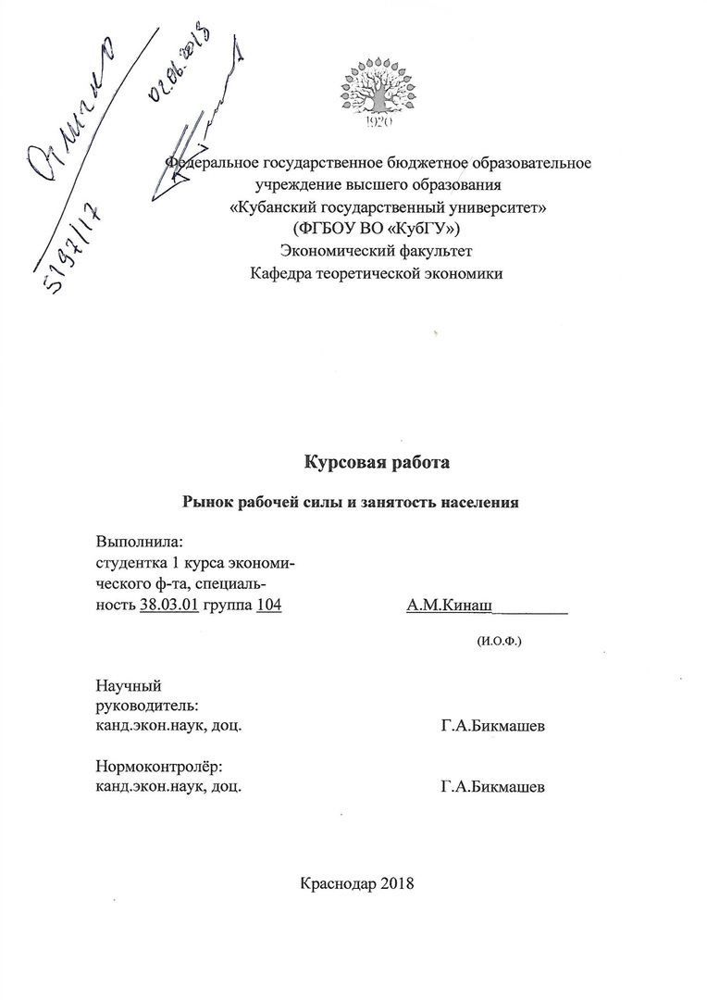 Отлично
02.06.2018
5197/17
1920
Федеральное государственное бюджетное образовательное
учреждение высшего образования
«Кубанский государственный университет»
(ФГБОУ ВО «КубГУ»)
Экономический факультет
Кафедра теоретической экономики
Курсовая работа
Рынок рабочей силы и занятость населения
Выполнила:
студентка 1 курса экономи-
ческого ф-та, специаль-
ность 38.03.01 группа 104 А.М.Кинаш
(И.О.Ф.)
Научный
руководитель:
канд.экон.наук, доц. Г.А.Бикмашев
Нормоконтролёр:
канд.экон.наук, доц. Г.А.Бикмашев
Краснодар 2018